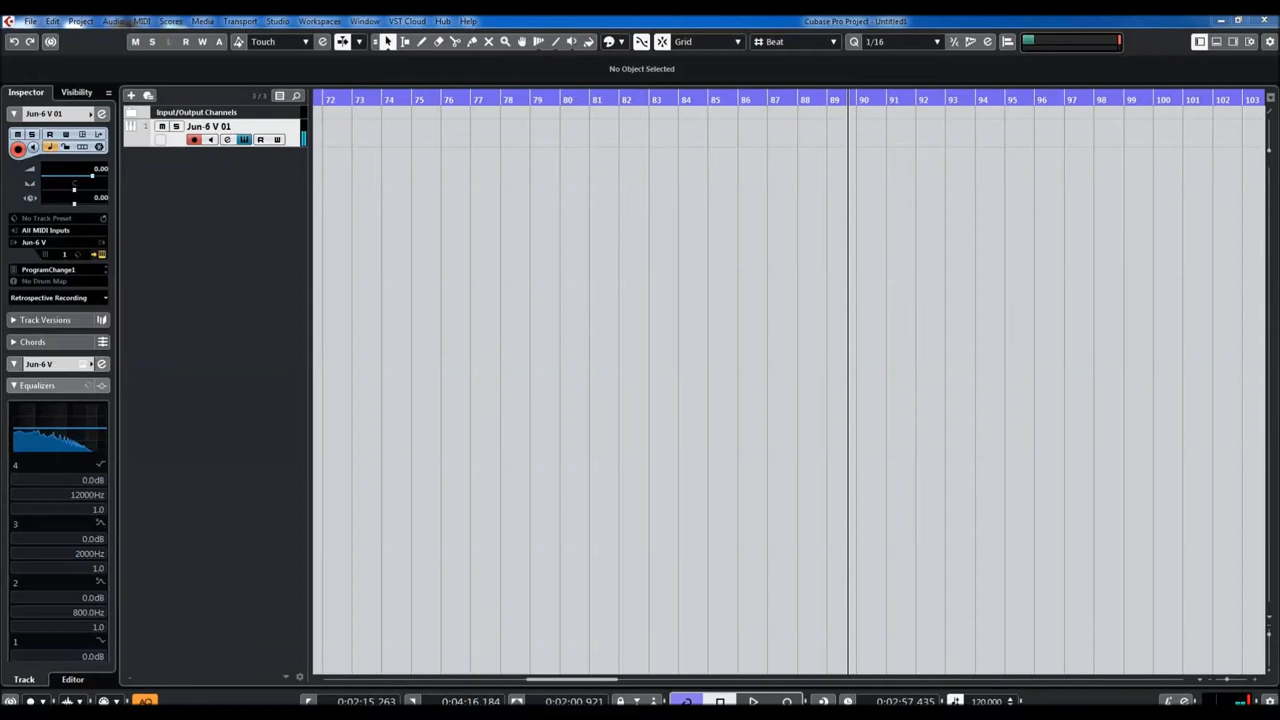 File Edit Project Audio MIDI Scores Media Transport Studio Workspaces Window VST Cloud Hub Help
Cubase Pro Project - Untitled1
M S L R W A Touch Grid Beat Q 1/16
No Object Selected
Inspector Visibility
1 / 3
72 73 74 75 76 77 78 79 80 81 82 83 84 85 86 87 88 89 90 91 92 93 94 95 96 97 98 99 100 101 102 103
Input/Output Channels
Jun-6 V 01
1 M S Jun-6 V 01
M S R W
e R W
0.00
C
0.00
No Track Preset
All MIDI Inputs
Jun-6 V
1
ProgramChange1
No Drum Map
Retrospective Recording
Track Versions
Chords
Jun-6 V
Equalizers
4
0.0dB
12000Hz
1.0
3
0.0dB
2000Hz
1.0
2
0.0dB
800.0Hz
1.0
1
0.0dB
Track Editor
AQ 0:02:15.263 0:04:16.184 0:02:00.921 0:02:57.435 120.000